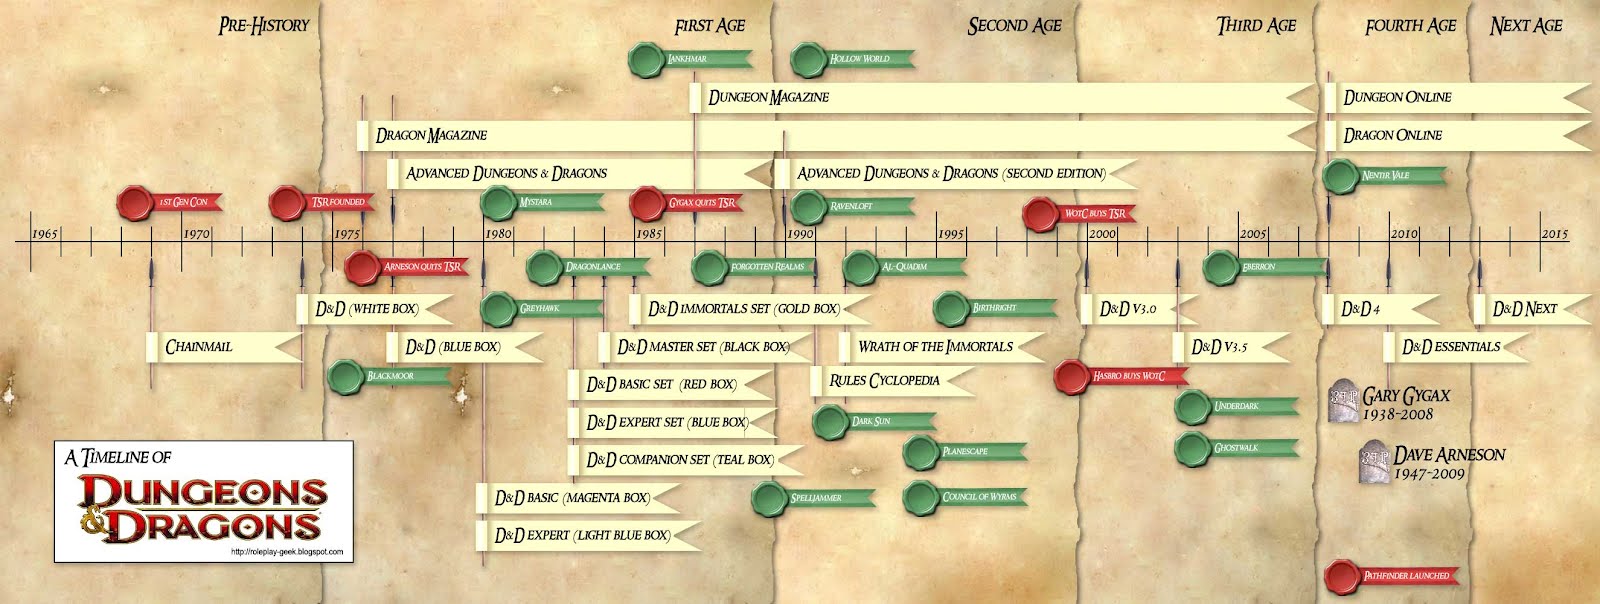 Pre-History
First Age
Second Age
Third Age
Fourth Age
Next Age
Lankhmar
Hollow World
Dungeon Magazine
Dungeon Online
Dragon Magazine
Dragon Online
Advanced Dungeons & Dragons
Advanced Dungeons & Dragons (second edition)
Nentir Vale
1st Gen Con
TSR founded
Mystara
Gygax quits TSR
Ravenloft
WotC buys TSR
1965
1970
1975
1980
1985
1990
1995
2000
2005
2010
2015
Arneson quits TSR
Dragonlance
Forgotten Realms
Al-Quadim
Eberron
D&D (white box)
Greyhawk
D&D Immortals Set (gold box)
Birthright
D&D v3.0
D&D 4
D&D Next
Chainmail
D&D (blue box)
D&D Master Set (black box)
Wrath of the Immortals
D&D v3.5
D&D Essentials
Blackmoor
D&D Basic Set (red box)
Rules Cyclopedia
Hasbro buys WotC
Gary Gygax
1938-2008
Underdark
D&D Expert Set (blue box)
Dark Sun
Ghostwalk
D&D Companion Set (teal box)
Planescape
Dave Arneson
1947-2009
D&D Basic (magenta box)
Spelljammer
Council of Wyrms
D&D Expert (light blue box)
Pathfinder launched
A Timeline of
Dungeons
& Dragons
http://roleplay-geek.blogspot.com